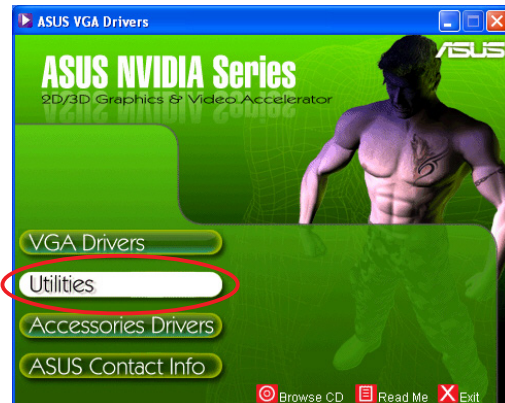 ASUS VGA Drivers
ASUS
ASUS NVIDIA Series
2D/3D Graphics & Video Accelerator
VGA Drivers
Utilities
Accessories Drivers
ASUS Contact Info
Browse CD Read Me X Exit